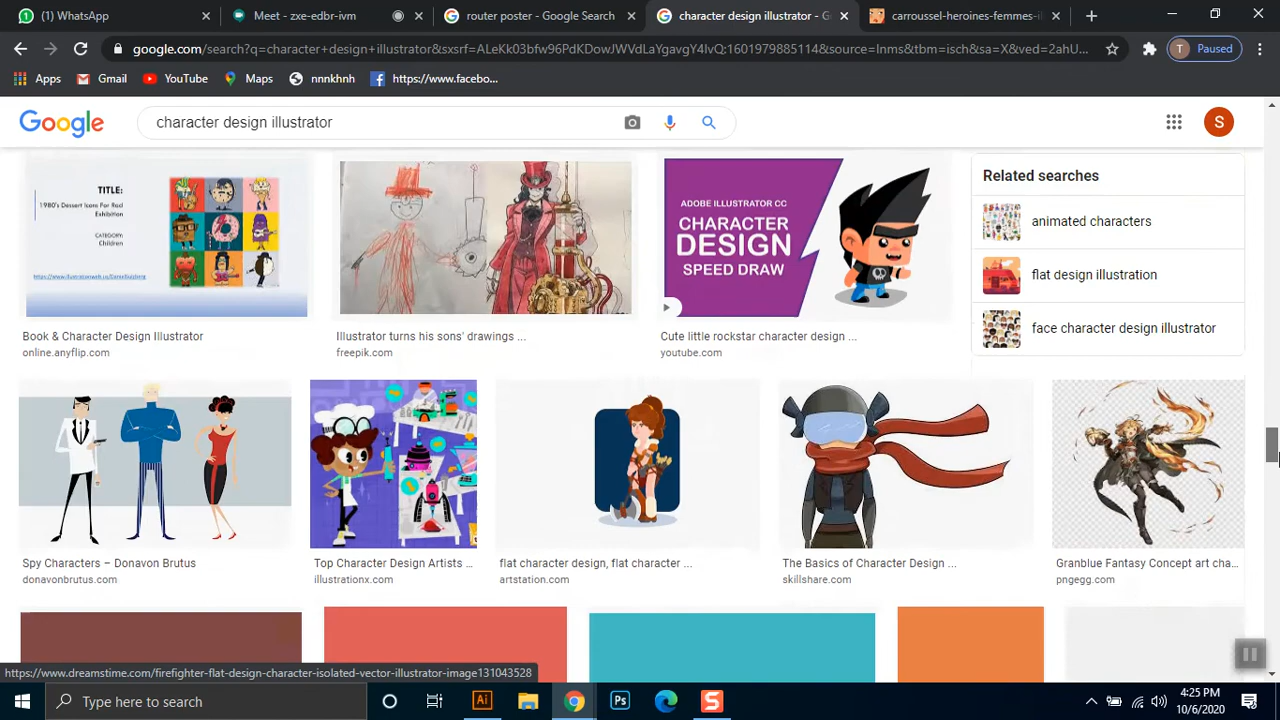 (1) WhatsApp
Meet - zxe-edbr-ivm
router poster - Google Search
character design illustrator - G
carroussel-heroines-femmes-il
google.com/search?q=character+design+illustrator&sxsrf=ALeKk03bfw96PdKDowJWVdLaYgavgY4IvQ:1601979885114&source=lnms&tbm=isch&sa=X&ved=2ahU...
T Paused
Apps
Gmail
YouTube
Maps
nnnkhnh
https://www.facebo...
Google
character design illustrator
S
TITLE:
1980's Dessert Icons For Rad
Exhibition
CATEGORY:
Children
ADOBE ILLUSTRATOR CC
CHARACTER
DESIGN
SPEED DRAW
Related searches
animated characters
flat design illustration
face character design illustrator
Book & Character Design Illustrator
online.anyflip.com
Illustrator turns his sons' drawings ...
freepik.com
Cute little rockstar character design ...
youtube.com
Spy Characters – Donavon Brutus
donavonbrutus.com
Top Character Design Artists ...
illustrationx.com
flat character design, flat character ...
artstation.com
The Basics of Character Design ...
skillshare.com
Granblue Fantasy Concept art cha...
pngegg.com
https://www.dreamstime.com/firefighter-flat-design-character-isolated-vector-illustrator-image131043528
Type here to search
Ai
Ps
S
4:25 PM
10/6/2020